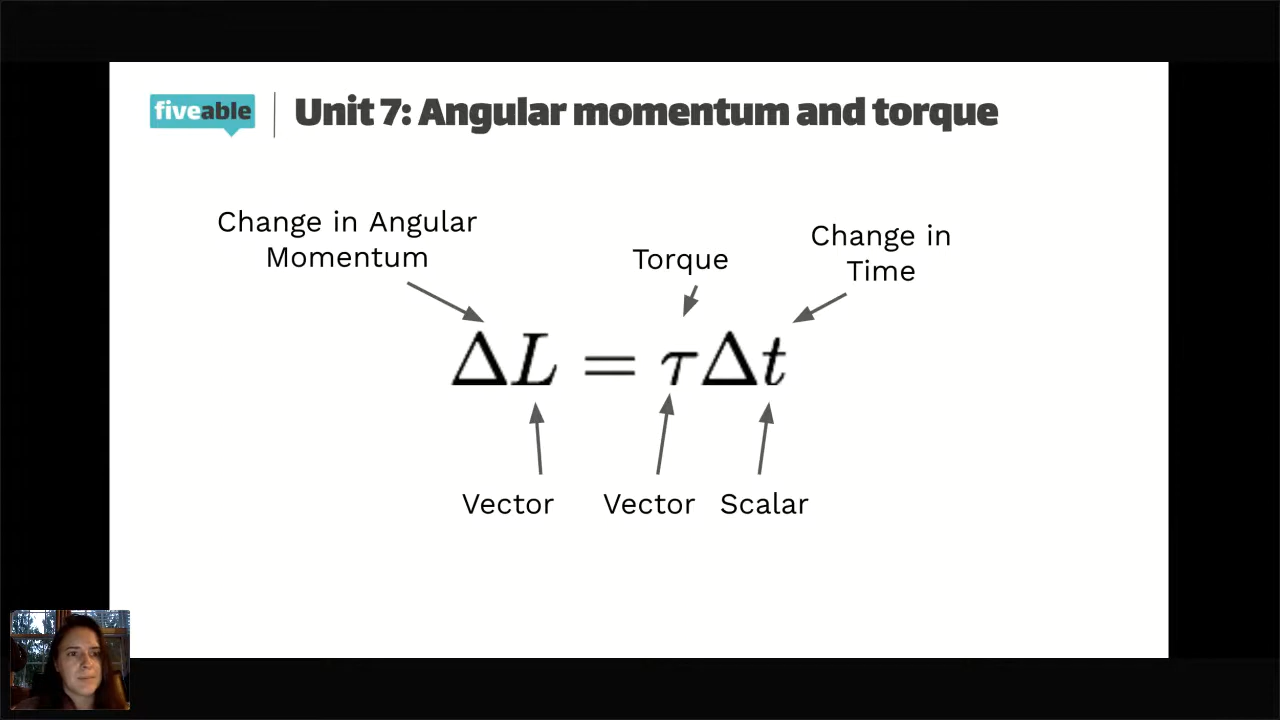 fiveable
Unit 7: Angular momentum and torque
Change in Angular
Momentum
Torque
Change in
Time
ΔL = τΔt
Vector
Vector
Scalar